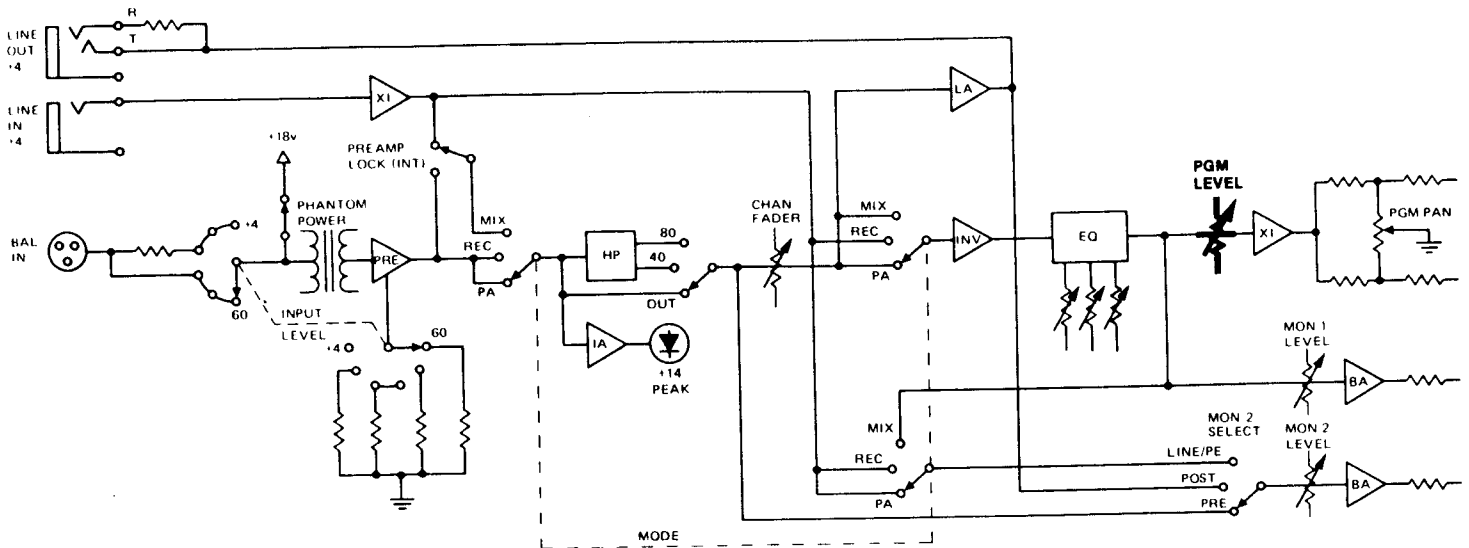 LINE
OUT
+4
R
T
LINE
IN
+4
X1
LA
+18v
PREAMP
LOCK (INT)
PHANTOM
POWER
BAL
IN
+4
60
INPUT
LEVEL
PRE
MIX
REC
PA
HP
80
40
OUT
IA
+14
PEAK
+4
60
CHAN
FADER
MIX
REC
PA
INV
EQ
PGM
LEVEL
X1
PGM PAN
MON 1
LEVEL
BA
MIX
REC
PA
MON 2
SELECT
LINE/PE
POST
PRE
MON 2
LEVEL
BA
MODE